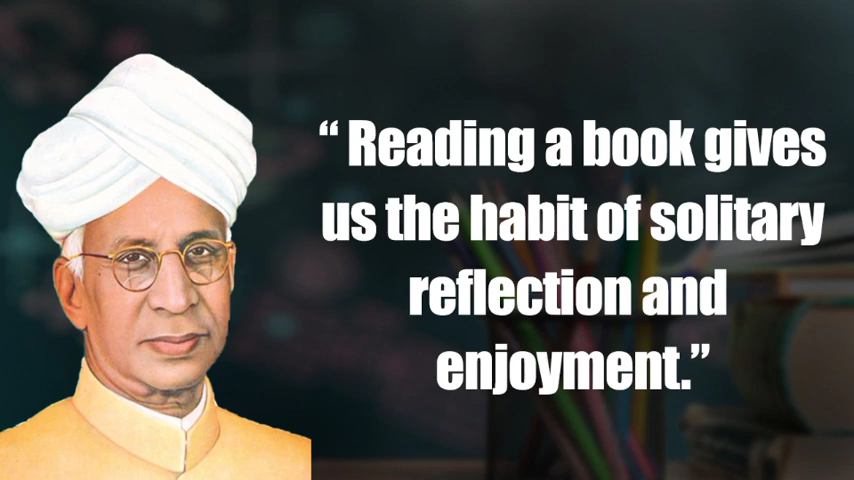 “ Reading a book gives
us the habit of solitary
reflection and
enjoyment.”